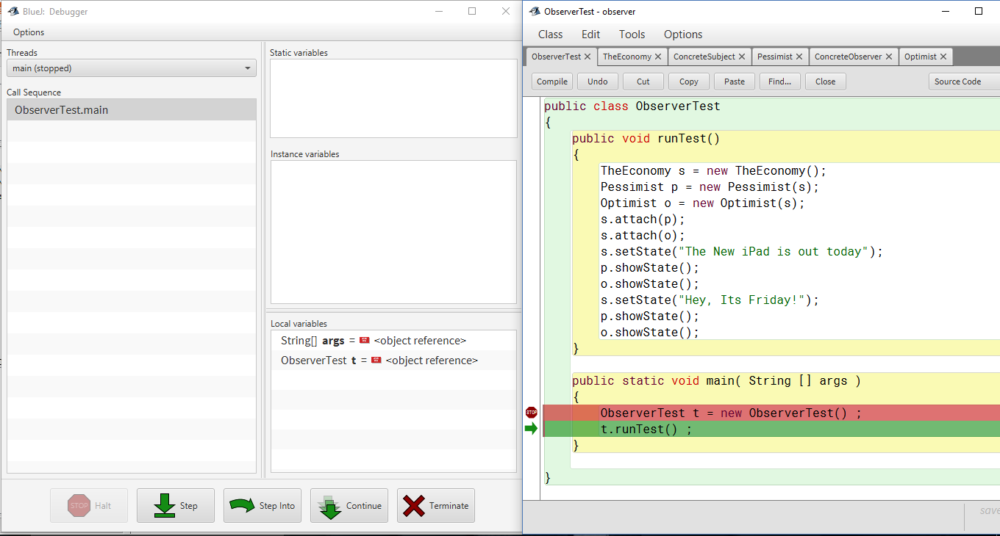 BlueJ: Debugger
Options
Threads
main (stopped)
Call Sequence
ObserverTest.main
Static variables
Instance variables
Local variables
String[] args = <object reference>
ObserverTest t = <object reference>
STOP Halt
Step
Step Into
Continue
Terminate
ObserverTest - observer
Class Edit Tools Options
ObserverTest TheEconomy ConcreteSubject Pessimist ConcreteObserver Optimist
Compile Undo Cut Copy Paste Find... Close Source Code
public class ObserverTest
{
public void runTest()
{
TheEconomy s = new TheEconomy();
Pessimist p = new Pessimist(s);
Optimist o = new Optimist(s);
s.attach(p);
s.attach(o);
s.setState("The New iPad is out today");
p.showState();
o.showState();
s.setState("Hey, Its Friday!");
p.showState();
o.showState();
}
public static void main( String [] args )
{
STOP ObserverTest t = new ObserverTest() ;
t.runTest() ;
}
}
save